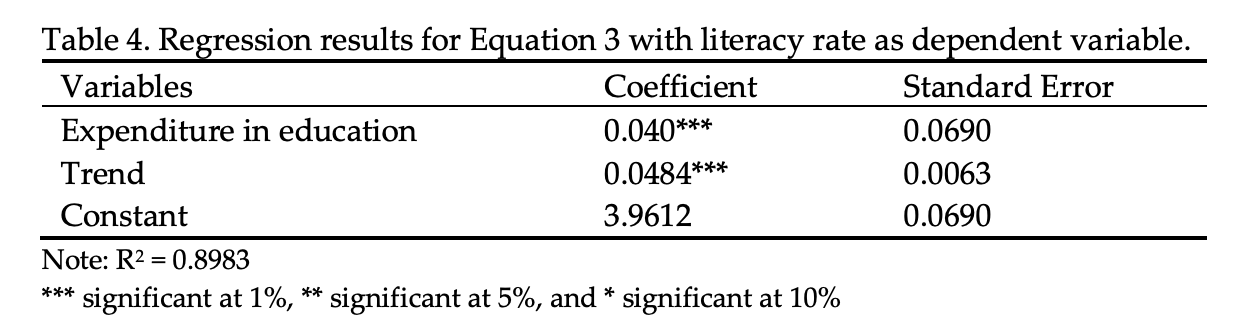 Table 4. Regression results for Equation 3 with literacy rate as dependent variable.
Variables Coefficient Standard Error
Expenditure in education 0.040*** 0.0690
Trend 0.0484*** 0.0063
Constant 3.9612 0.0690
Note: R² = 0.8983
*** significant at 1%, ** significant at 5%, and * significant at 10%